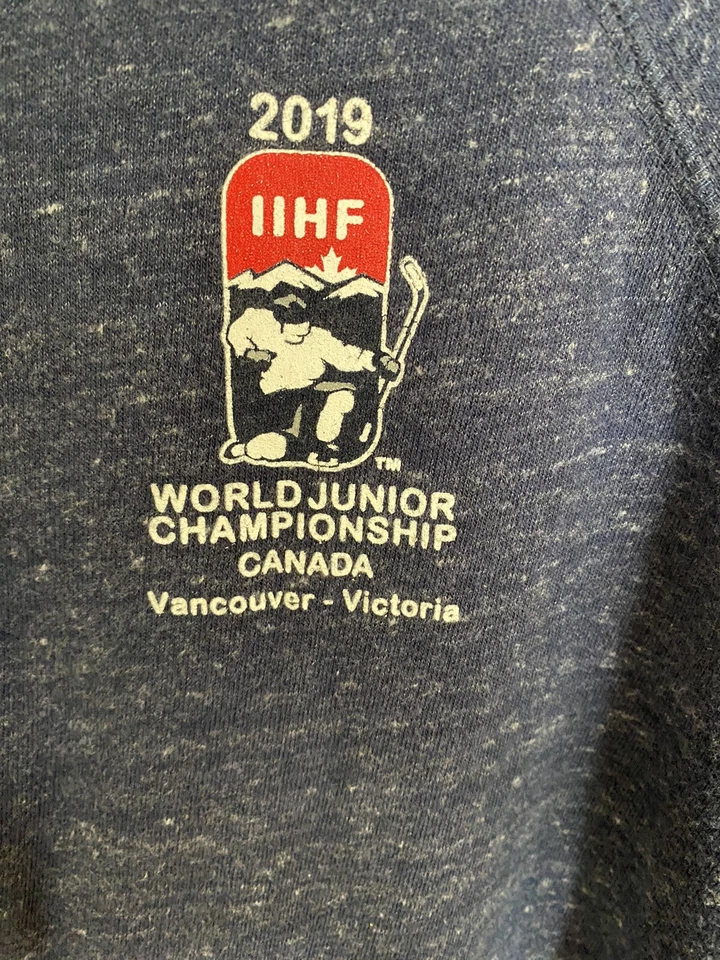 2019
IIHF
TM
WORLD JUNIOR
CHAMPIONSHIP
CANADA
Vancouver - Victoria